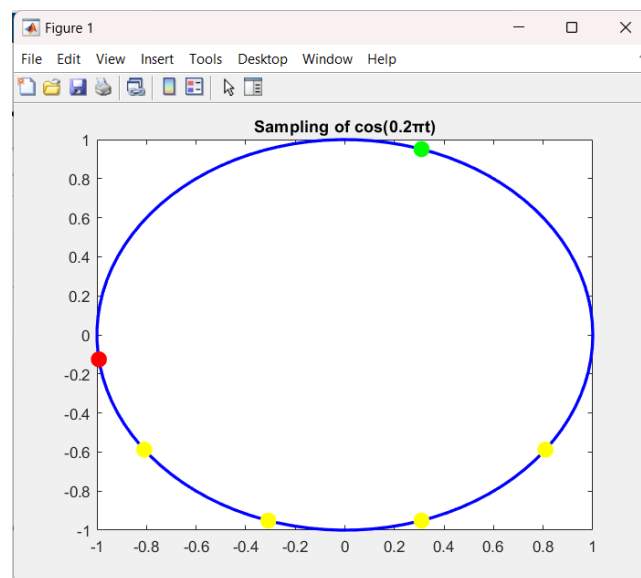 Figure 1
File Edit View Insert Tools Desktop Window Help
Sampling of cos(0.2πt)
1
0.8
0.6
0.4
0.2
0
-0.2
-0.4
-0.6
-0.8
-1
-1 -0.8 -0.6 -0.4 -0.2 0 0.2 0.4 0.6 0.8 1